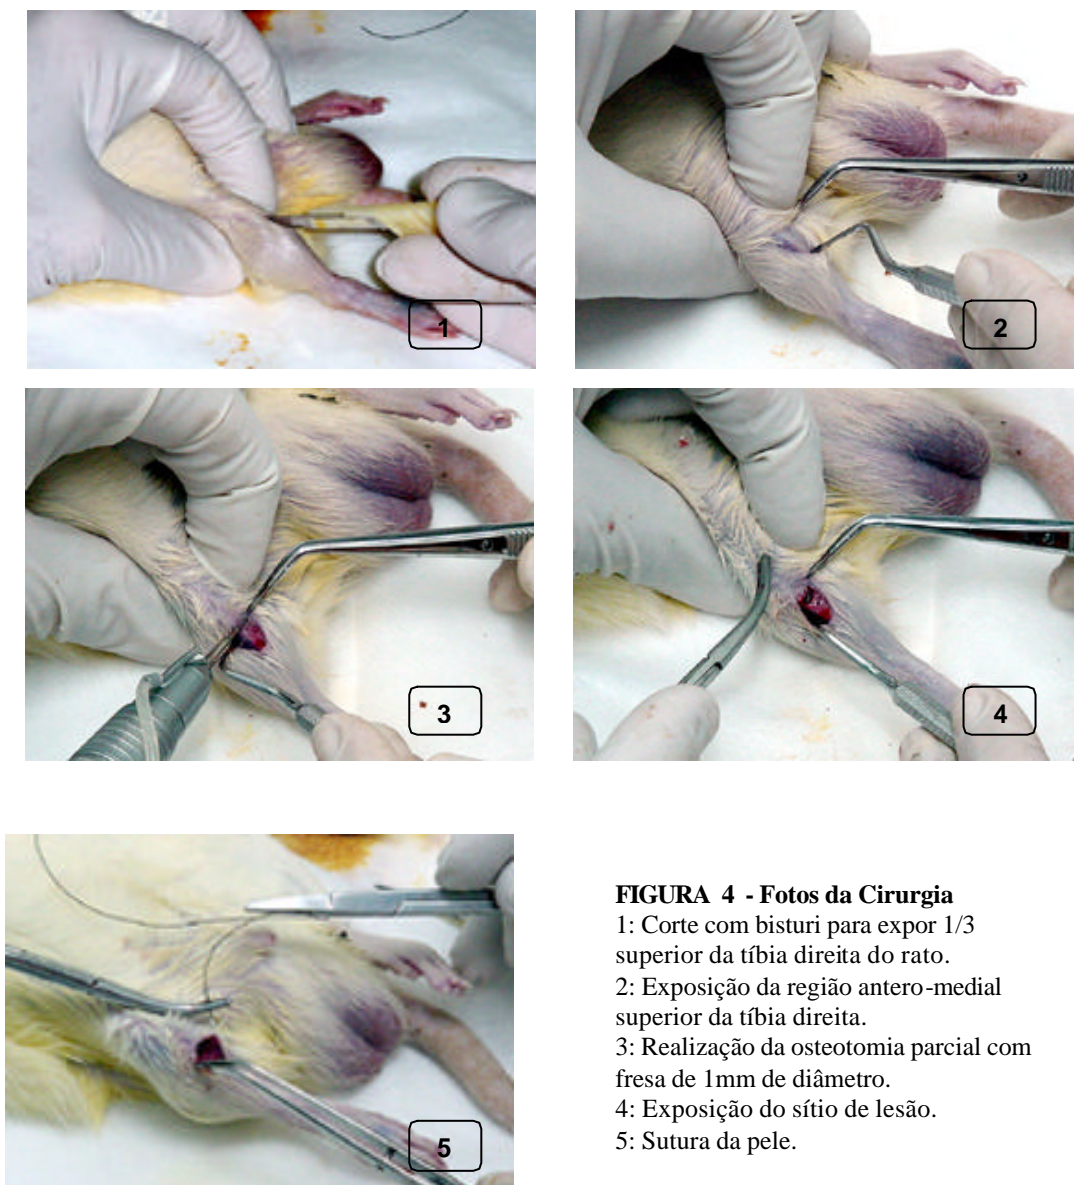 1
2
3
4
5
FIGURA 4 - Fotos da Cirurgia
1: Corte com bisturi para expor 1/3
superior da tíbia direita do rato.
2: Exposição da região antero-medial
superior da tíbia direita.
3: Realização da osteotomia parcial com
fresa de 1mm de diâmetro.
4: Exposição do sítio de lesão.
5: Sutura da pele.